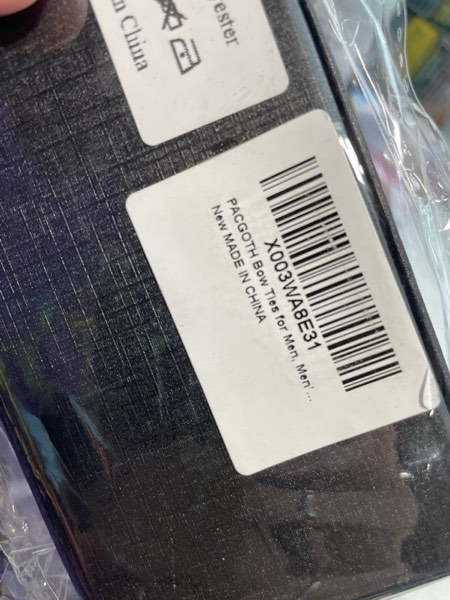 ester
China
X003WA8E31
PACGOTH Bow Ties for Men, Men'...
New MADE IN CHINA